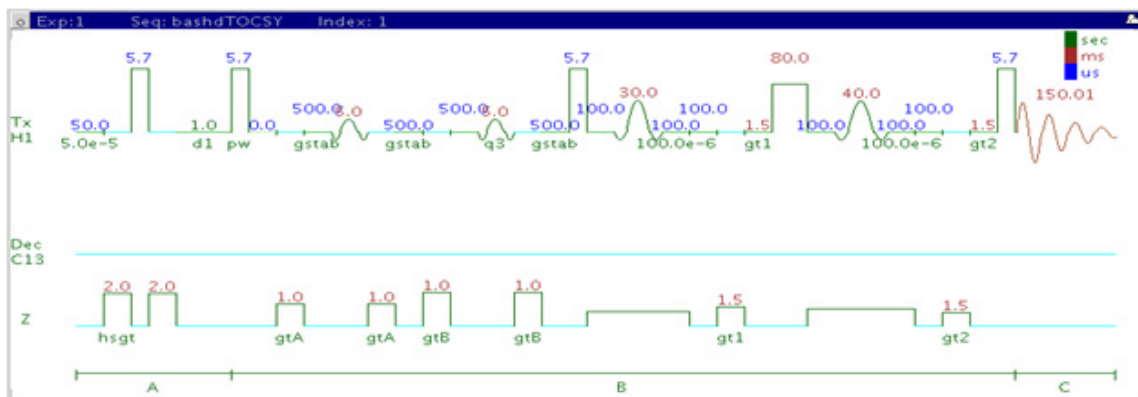 Exp:1 Seq: bashdTOCSY Index: 1
sec
ms
us
5.7 5.7 5.7 80.0 5.7
500.0 500.0 30.0 40.0 150.01
6.0 6.0 100.0 100.0 100.0
Tx 50.0 1.0 0.0 500.0 500.0 100.0 1.5 100.0 100.0 1.5
H1 5.0e-5 d1 pw gstab gstab q3 gstab 100.0e-6 gt1 100.0e-6 gt2
Dec
C13
2.0 2.0 1.0 1.0 1.0 1.0 1.5 1.5
Z
hsgt gtA gtA gtB gtB gt1 gt2
A B C